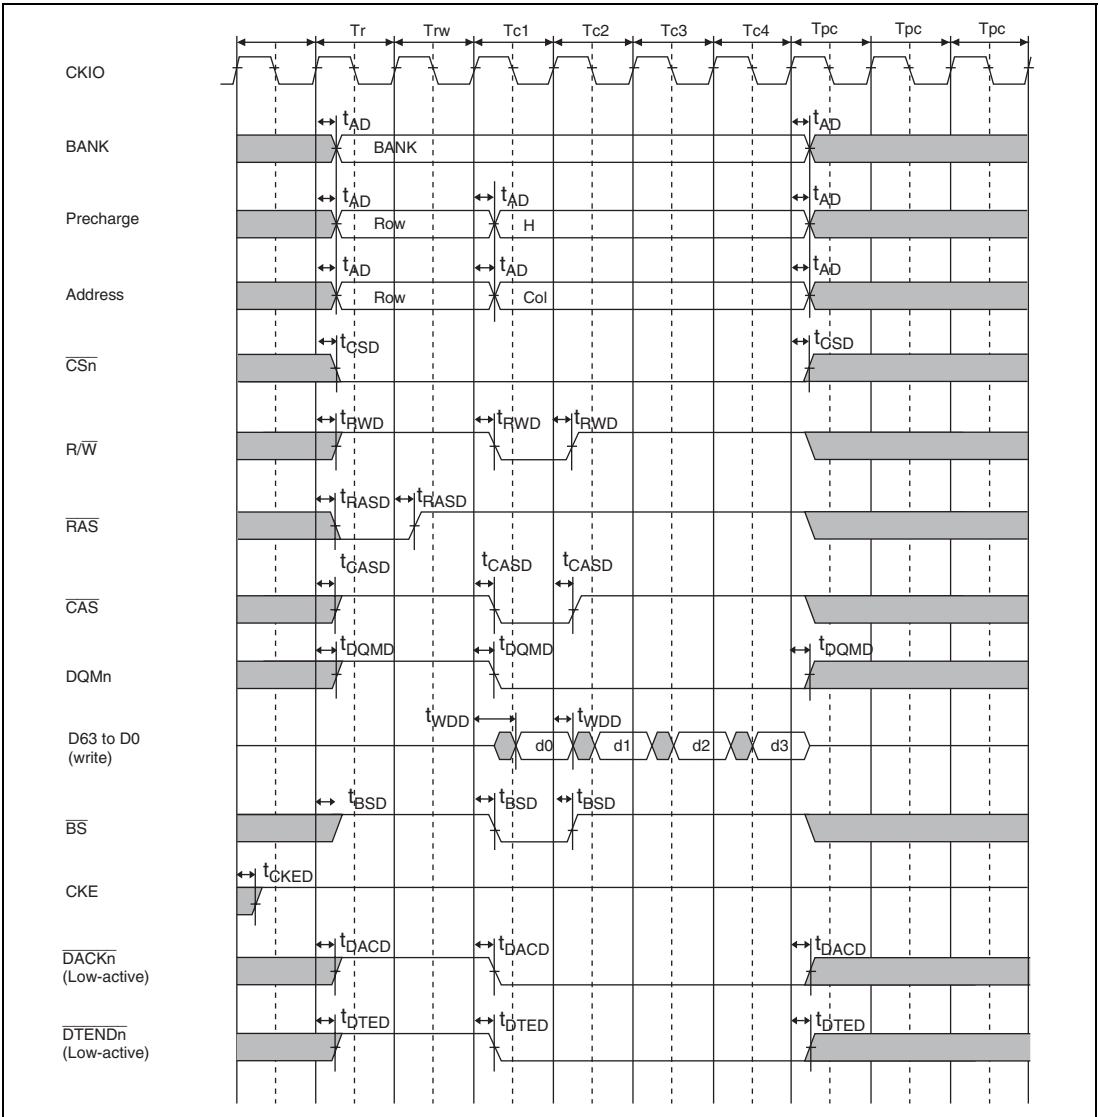 Tr Trw Tc1 Tc2 Tc3 Tc4 Tpc Tpc Tpc
CKIO
tAD tAD
BANK BANK
tAD tAD tAD
Precharge Row H
tAD tAD tAD
Address Row Col
tCSD tCSD
CSn
tRWD tRWD tRWD
R/W
tRASD tRASD
RAS
tCASD tCASD tCASD
CAS
tDQMD tDQMD tDQMD
DQMn
tWDD tWDD
D63 to D0
(write)
d0 d1 d2 d3
tBSD tBSD tBSD
BS
tCKED
CKE
tDACD tDACD tDACD
DACKn
(Low-active)
tDTED tDTED tDTED
DTENDn
(Low-active)